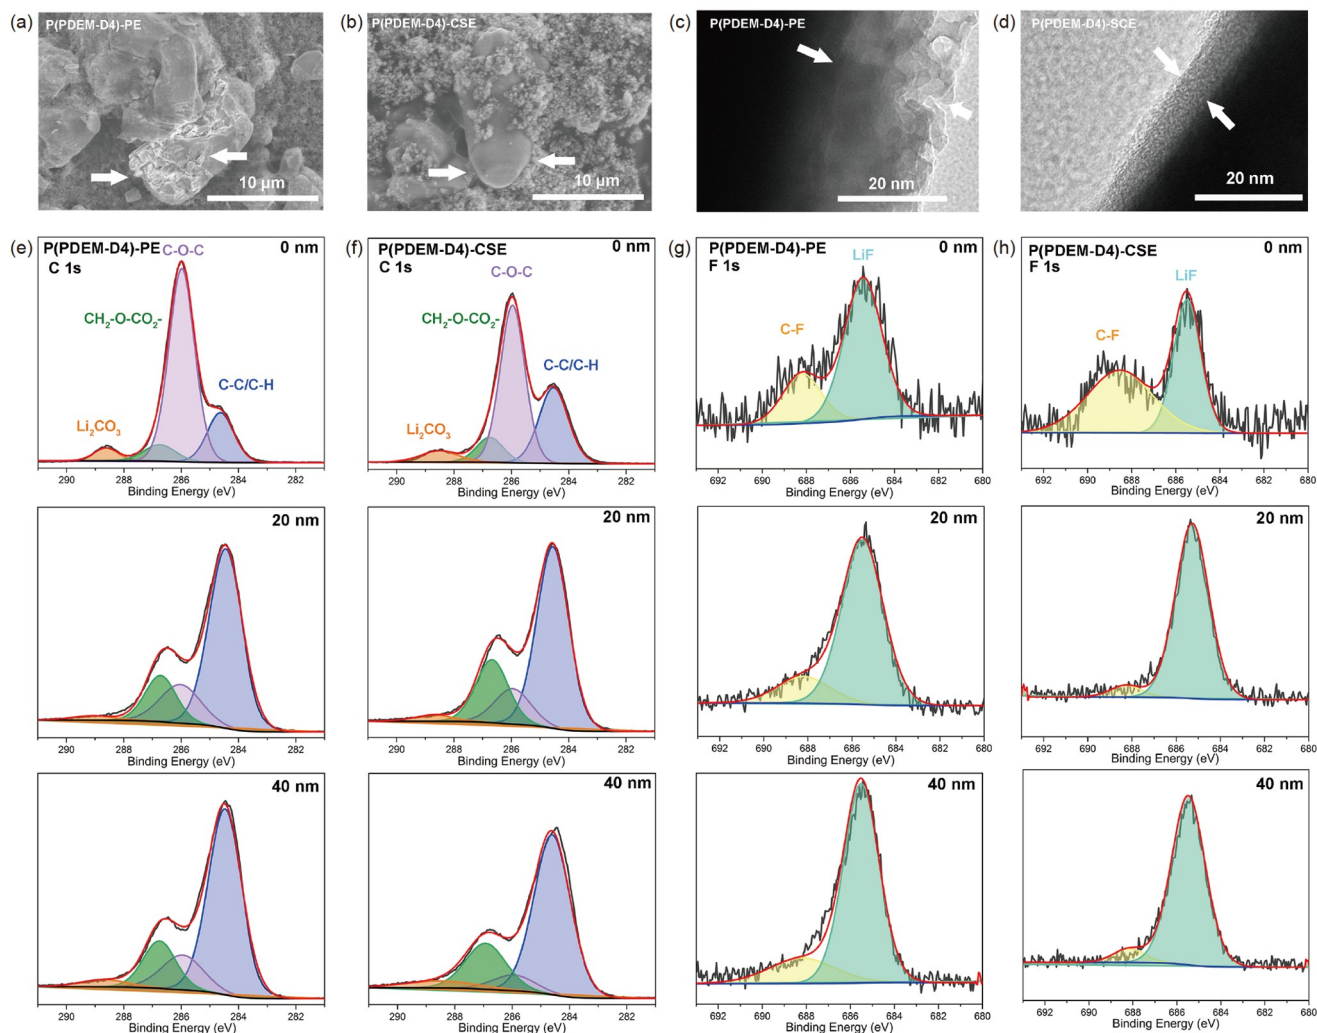 (a) P(PDEM-D4)-PE
10 µm
(b) P(PDEM-D4)-CSE
10 µm
(c) P(PDEM-D4)-PE
20 nm
(d) P(PDEM-D4)-SCE
20 nm
(e) P(PDEM-D4)-PE 0 nm
C 1s
C-O-C
CH2-O-CO2-
C-C/C-H
Li2CO3
290 288 286 284 282
Binding Energy (eV)
20 nm
290 288 286 284 282
Binding Energy (eV)
40 nm
290 288 286 284 282
Binding Energy (eV)
(f) P(PDEM-D4)-CSE 0 nm
C 1s
C-O-C
CH2-O-CO2-
C-C/C-H
Li2CO3
290 288 286 284 282
Binding Energy (eV)
20 nm
290 288 286 284 282
Binding Energy (eV)
40 nm
290 288 286 284 282
Binding Energy (eV)
(g) P(PDEM-D4)-PE 0 nm
F 1s
LiF
C-F
692 690 688 686 684 682 680
Binding Energy (eV)
20 nm
692 690 688 686 684 682 680
Binding Energy (eV)
40 nm
692 690 688 686 684 682 680
Binding Energy (eV)
(h) P(PDEM-D4)-CSE 0 nm
F 1s
LiF
C-F
692 690 688 686 684 682 680
Binding Energy (eV)
20 nm
692 690 688 686 684 682 680
Binding Energy (eV)
40 nm
692 690 688 686 684 682 680
Binding Energy (eV)